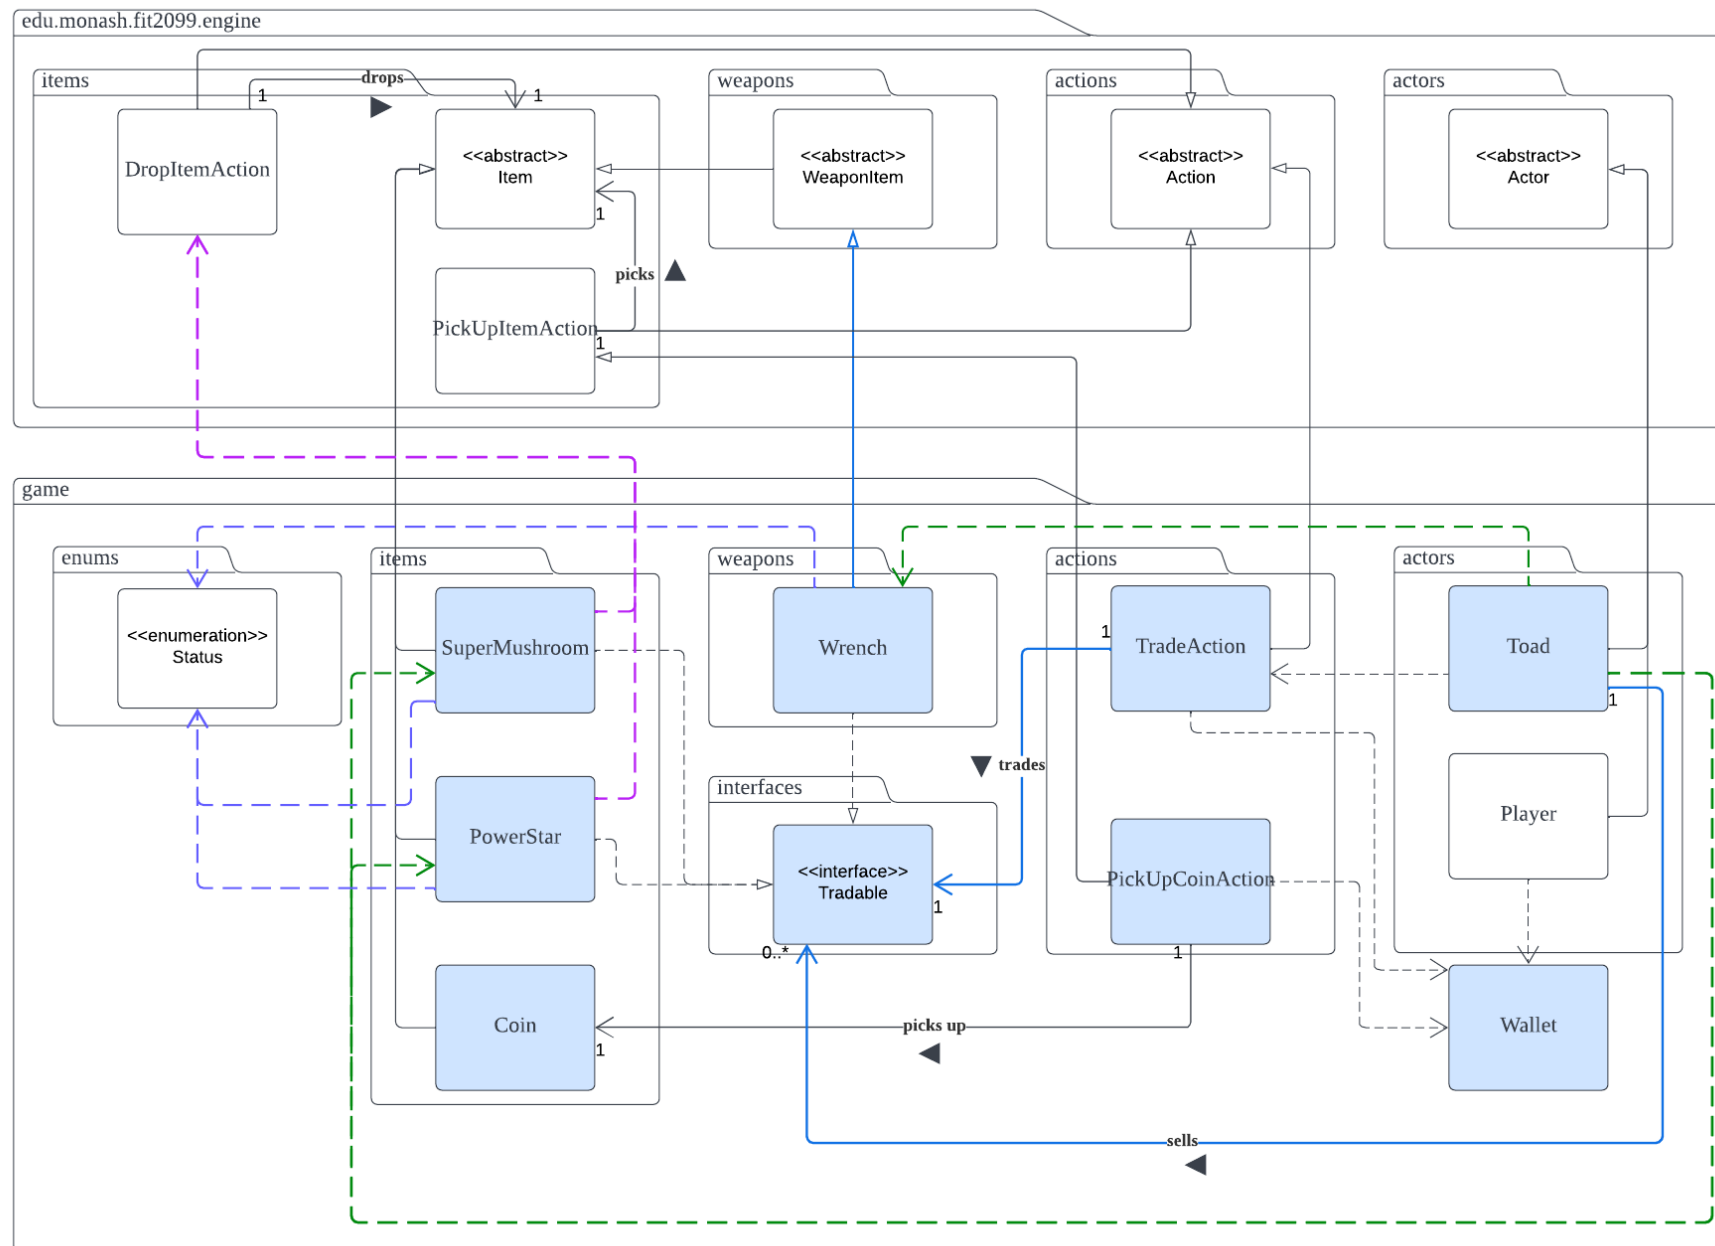 edu.monash.fit2099.engine
items
drops
1
1
weapons
actions
actors
DropItemAction
<<abstract>>
Item
<<abstract>>
WeaponItem
<<abstract>>
Action
<<abstract>>
Actor
1
picks
PickUpItemAction
1
game
enums
items
weapons
actions
actors
<<enumeration>>
Status
SuperMushroom
Wrench
1
TradeAction
Toad
1
trades
interfaces
PowerStar
<<interface>>
Tradable
1
PickUpCoinAction
Player
0..*
1
Coin
1
picks up
Wallet
sells